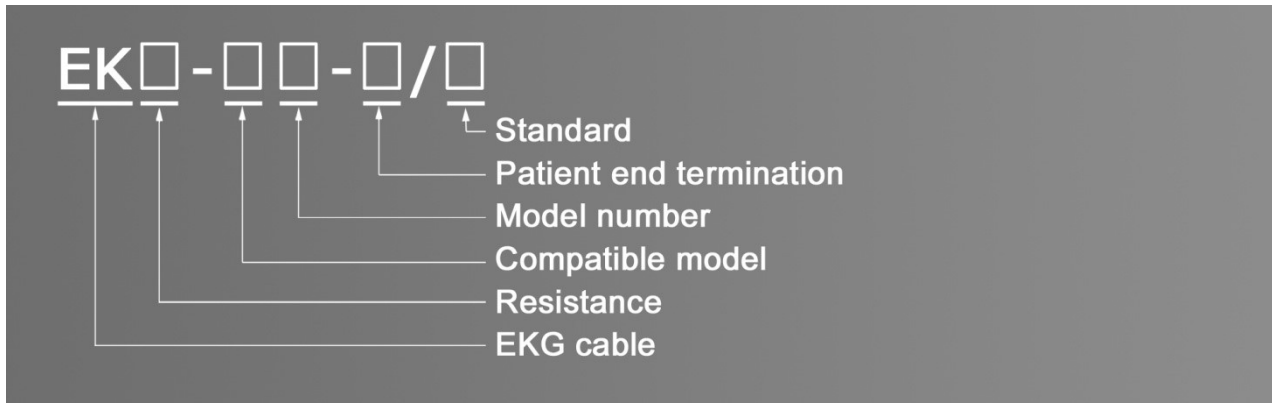 EK□-□□-□/□
Standard
Patient end termination
Model number
Compatible model
Resistance
EKG cable